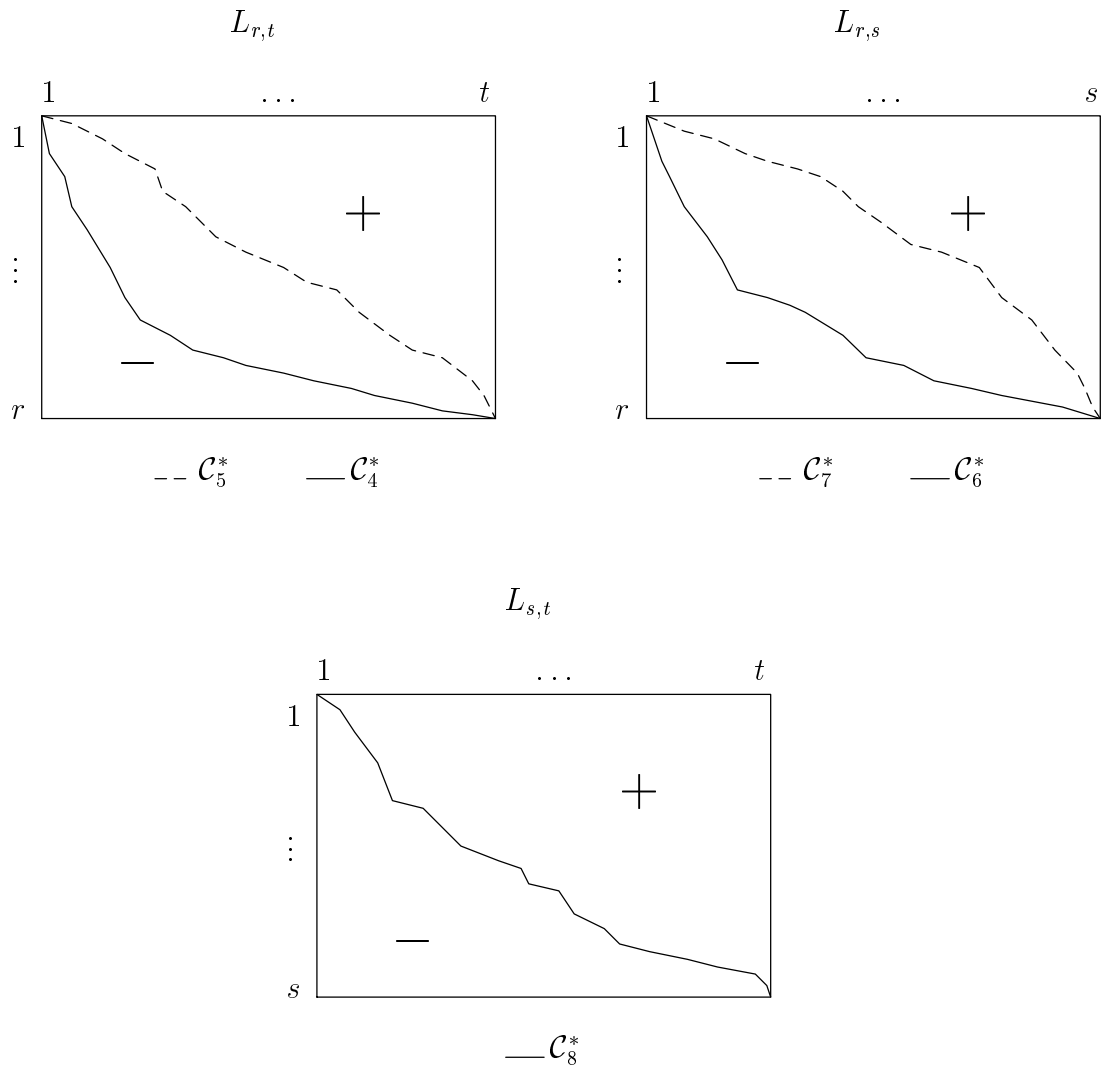 L_{r,t} L_{r,s}
1 ... t 1 ... s
1 + 1 +
⋮ ⋮
− −
r r
-- C_5^* — C_4^* -- C_7^* — C_6^*
L_{s,t}
1 ... t
1
+
⋮
−
s
— C_8^*